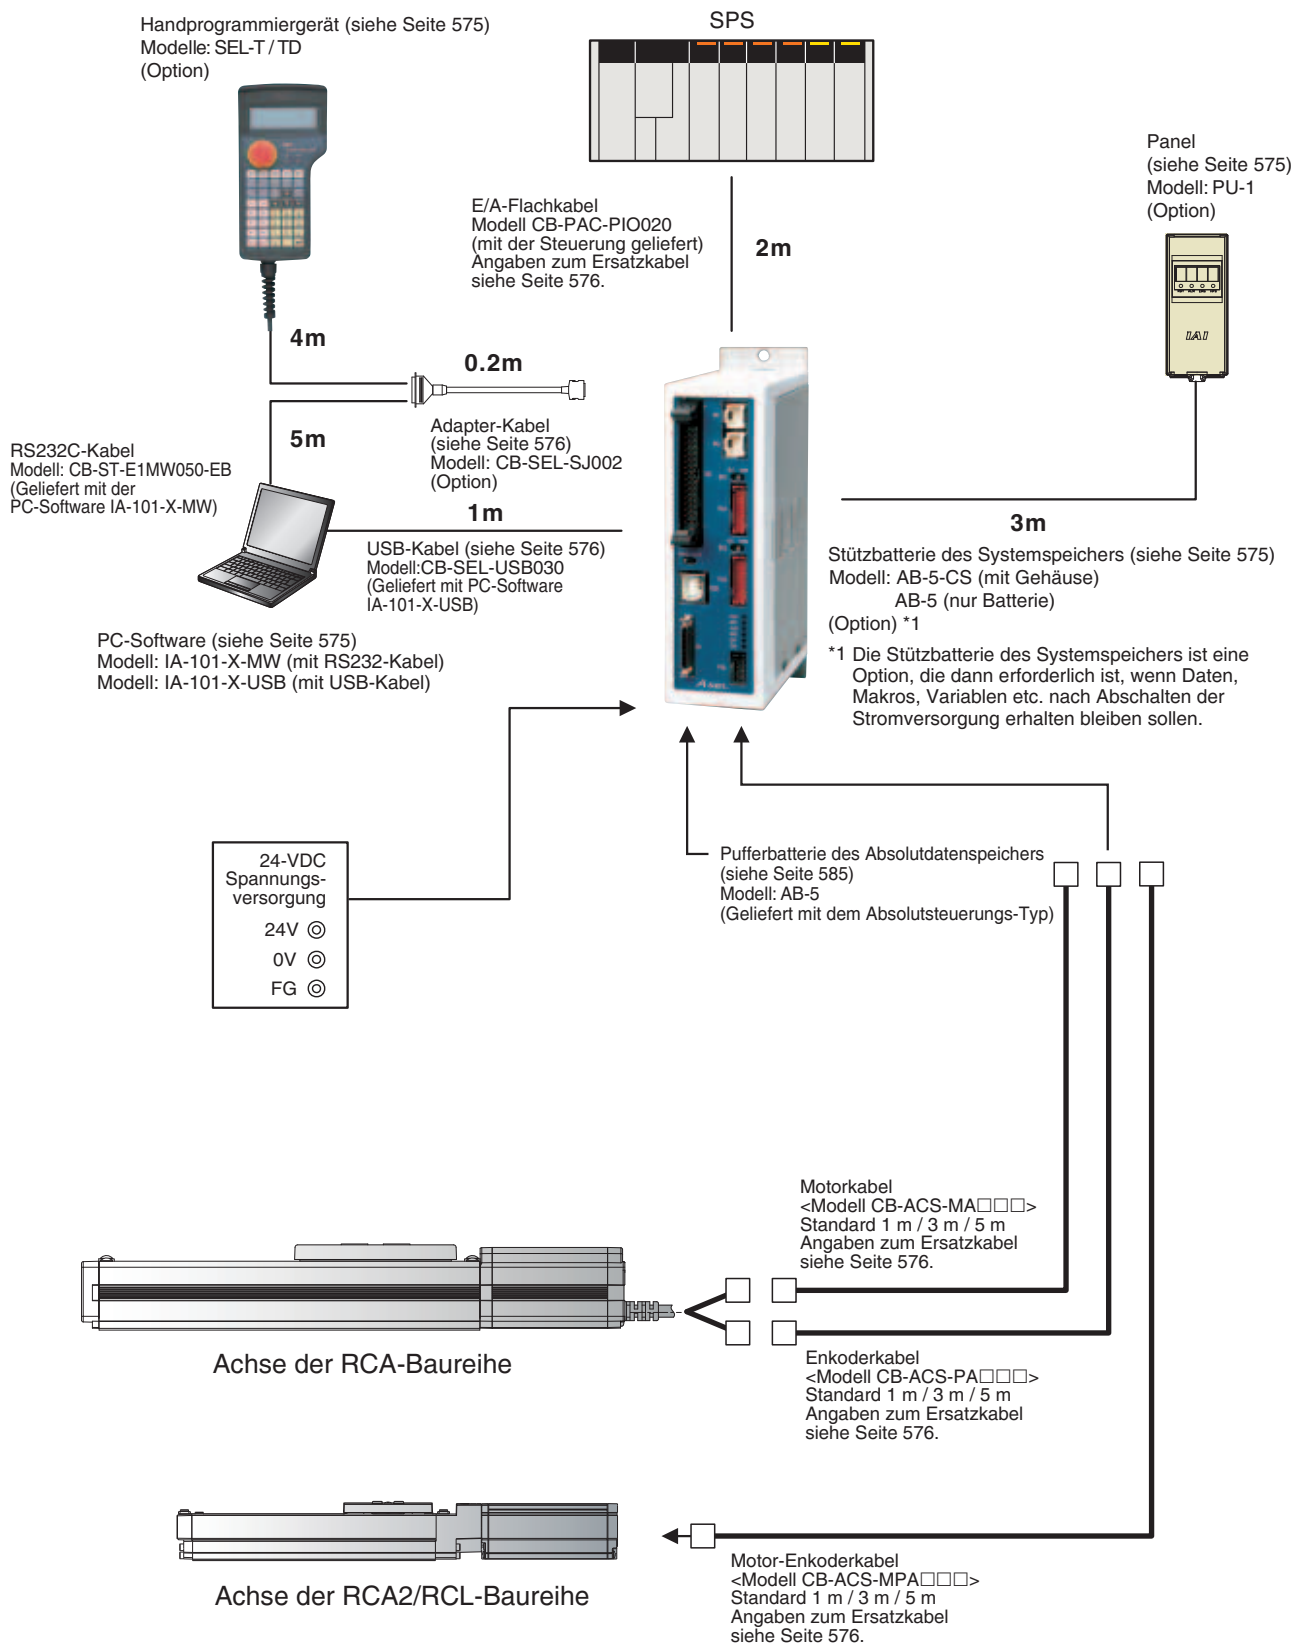 Handprogrammiergerät (siehe Seite 575)
Modelle: SEL-T / TD
(Option)
SPS
Panel
(siehe Seite 575)
Modell: PU-1
(Option)
E/A-Flachkabel
Modell CB-PAC-PIO020
(mit der Steuerung geliefert)
Angaben zum Ersatzkabel
siehe Seite 576.
2m
IAI
4m
0.2m
5m
Adapter-Kabel
(siehe Seite 576)
Modell: CB-SEL-SJ002
(Option)
RS232C-Kabel
Modell: CB-ST-E1MW050-EB
(Geliefert mit der
PC-Software IA-101-X-MW)
1m
USB-Kabel (siehe Seite 576)
Modell:CB-SEL-USB030
(Geliefert mit PC-Software
IA-101-X-USB)
3m
Stützbatterie des Systemspeichers (siehe Seite 575)
Modell: AB-5-CS (mit Gehäuse)
AB-5 (nur Batterie)
(Option) *1
*1 Die Stützbatterie des Systemspeichers ist eine
Option, die dann erforderlich ist, wenn Daten,
Makros, Variablen etc. nach Abschalten der
Stromversorgung erhalten bleiben sollen.
PC-Software (siehe Seite 575)
Modell: IA-101-X-MW (mit RS232-Kabel)
Modell: IA-101-X-USB (mit USB-Kabel)
24-VDC
Spannungs-
versorgung
24V
0V
FG
Pufferbatterie des Absolutdatenspeichers
(siehe Seite 585)
Modell: AB-5
(Geliefert mit dem Absolutsteuerungs-Typ)
Motorkabel
<Modell CB-ACS-MA□□□>
Standard 1 m / 3 m / 5 m
Angaben zum Ersatzkabel
siehe Seite 576.
Achse der RCA-Baureihe
Enkoderkabel
<Modell CB-ACS-PA□□□>
Standard 1 m / 3 m / 5 m
Angaben zum Ersatzkabel
siehe Seite 576.
Achse der RCA2/RCL-Baureihe
Motor-Enkoderkabel
<Modell CB-ACS-MPA□□□>
Standard 1 m / 3 m / 5 m
Angaben zum Ersatzkabel
siehe Seite 576.